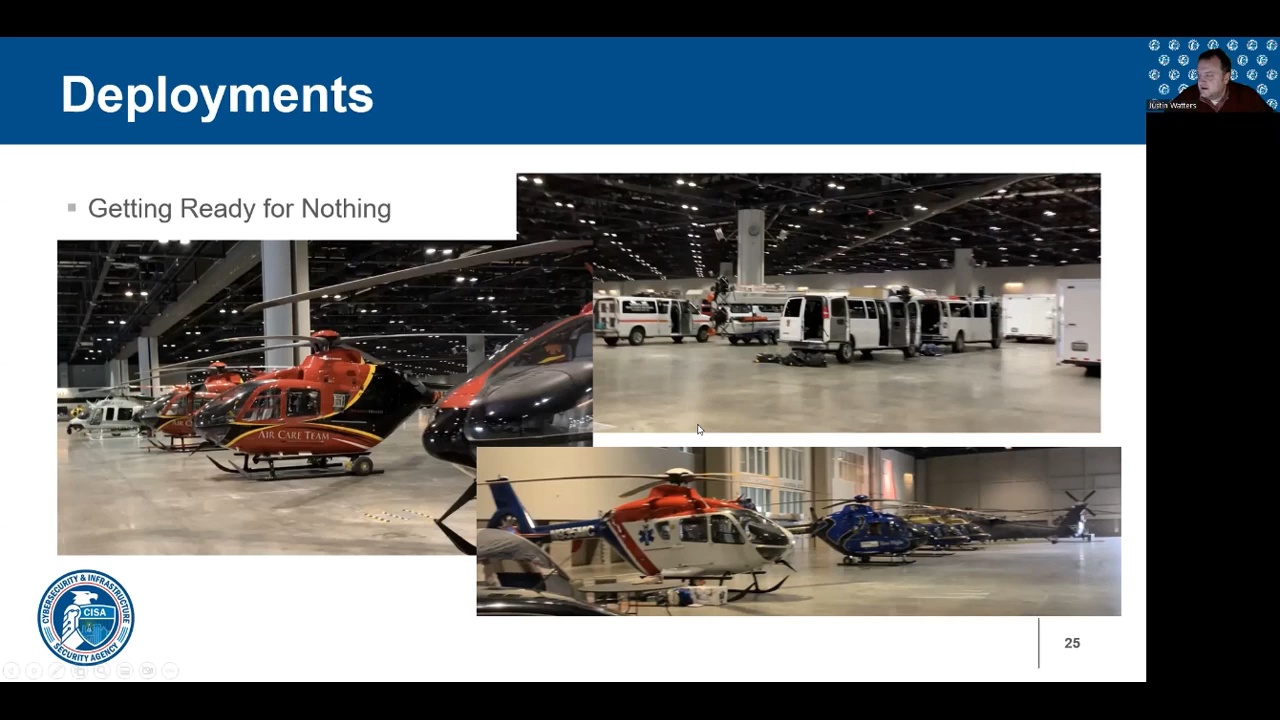 Deployments
Justin Watters
Getting Ready for Nothing
AIR CARE TEAM
CYBERSECURITY & INFRASTRUCTURE
CISA
SECURITY AGENCY
25